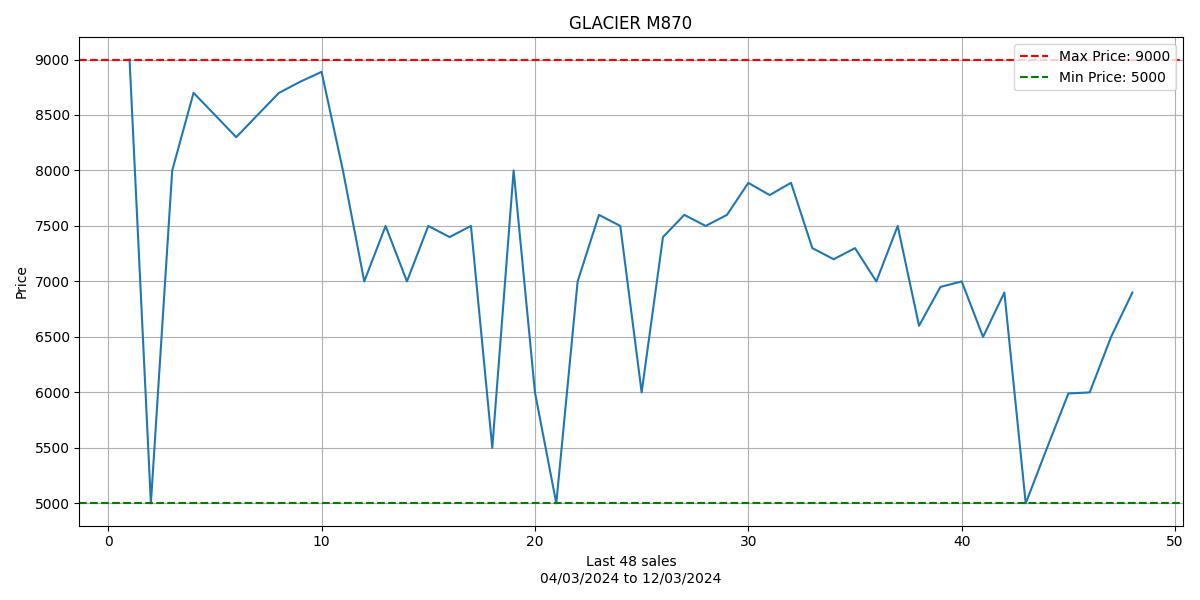 GLACIER M870
Max Price: 9000
Min Price: 5000
Price
9000
8500
8000
7500
7000
6500
6000
5500
5000
0 10 20 30 40 50
Last 48 sales
04/03/2024 to 12/03/2024